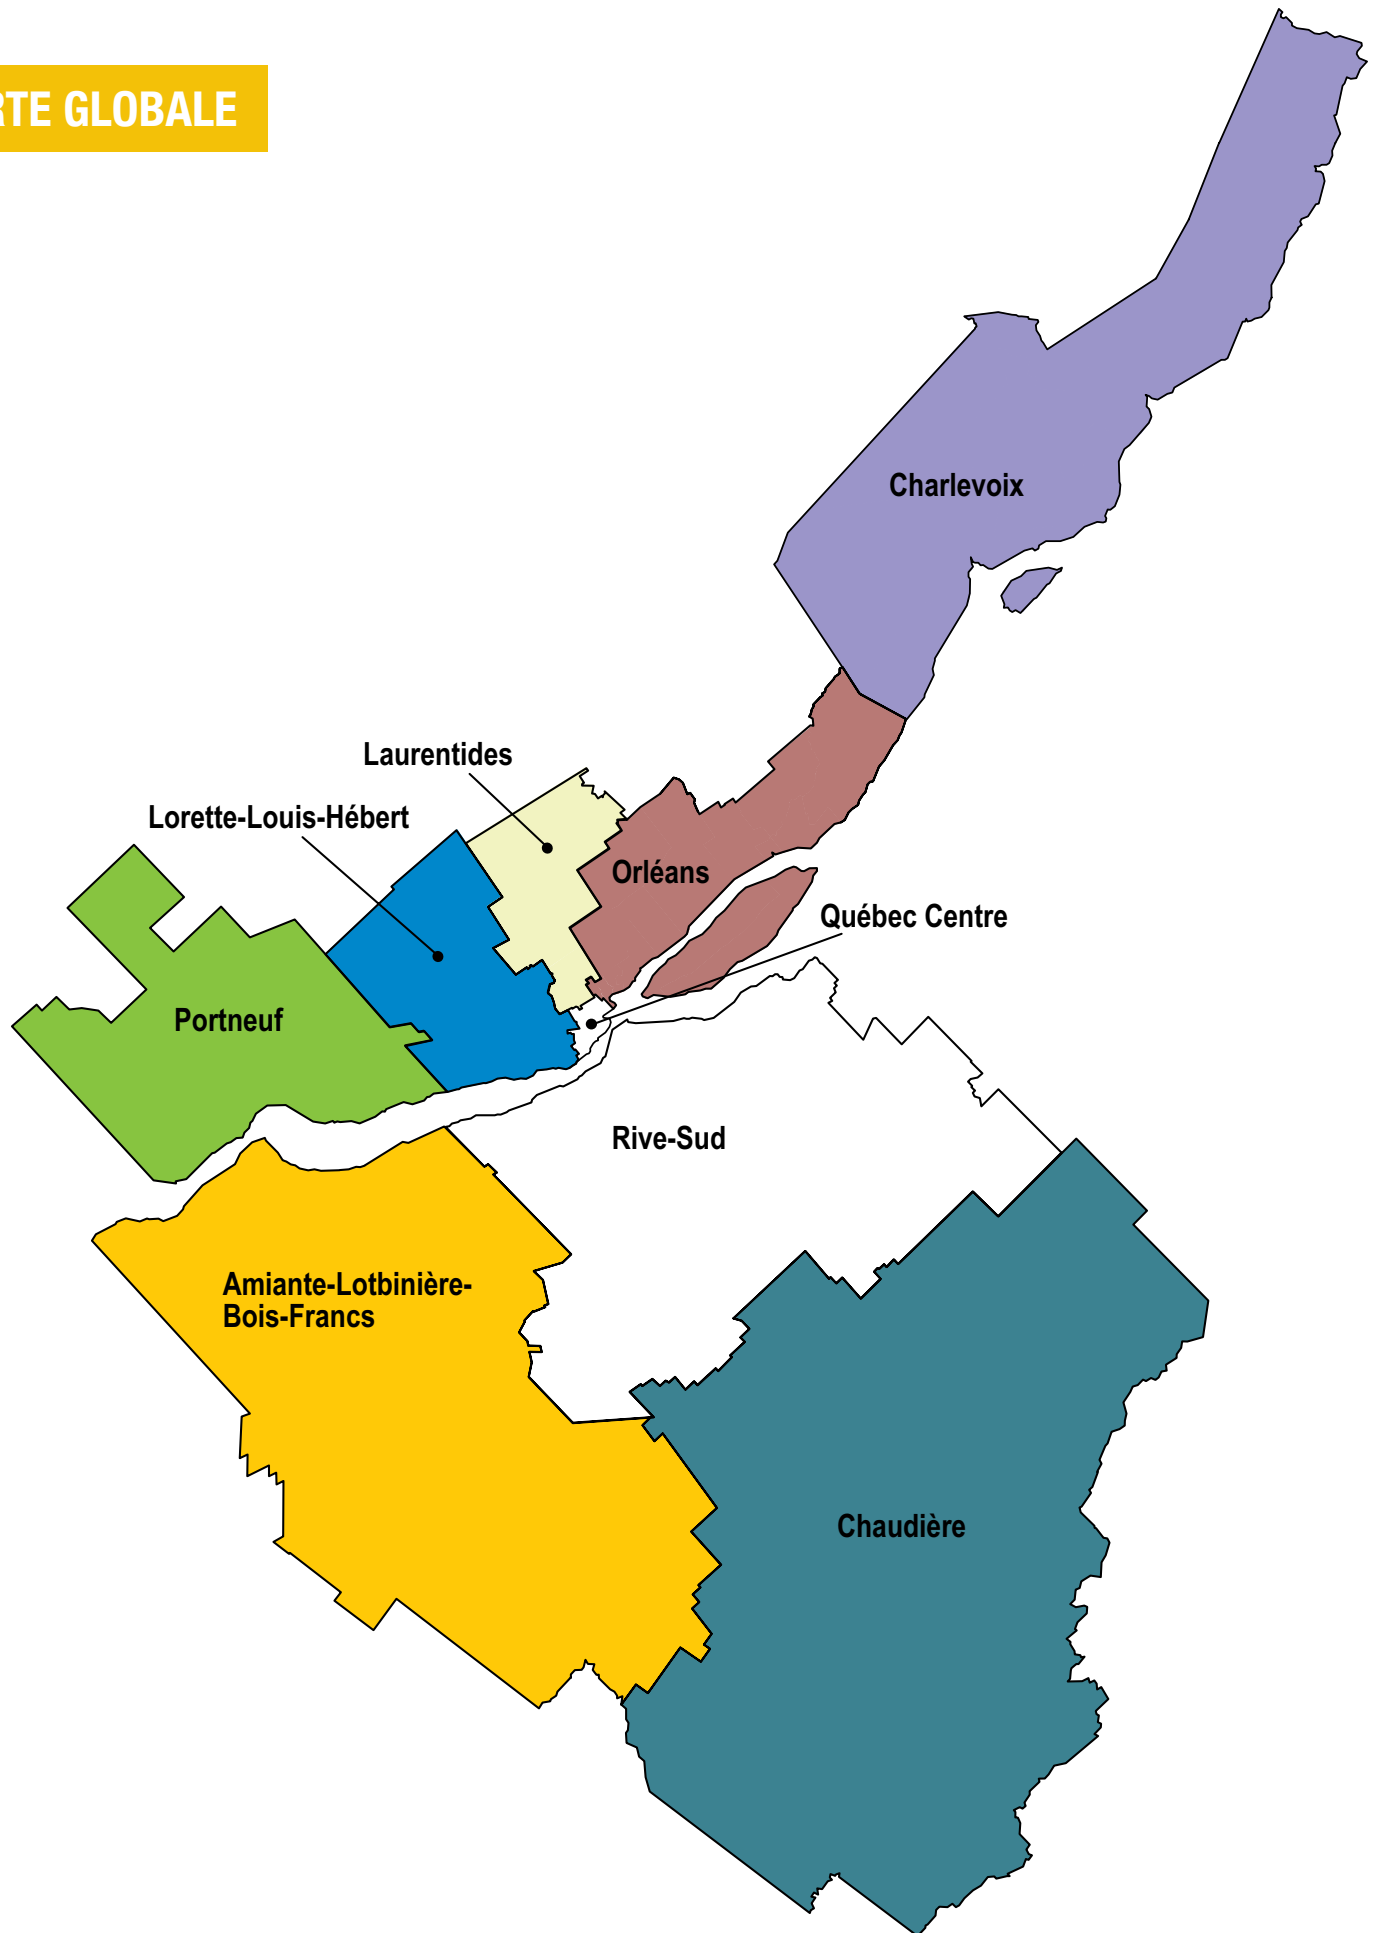 RTE GLOBALE
Charlevoix
Laurentides
Lorette-Louis-Hébert
Orléans
Québec Centre
Portneuf
Rive-Sud
Amiante-Lotbinière-
Bois-Francs
Chaudière